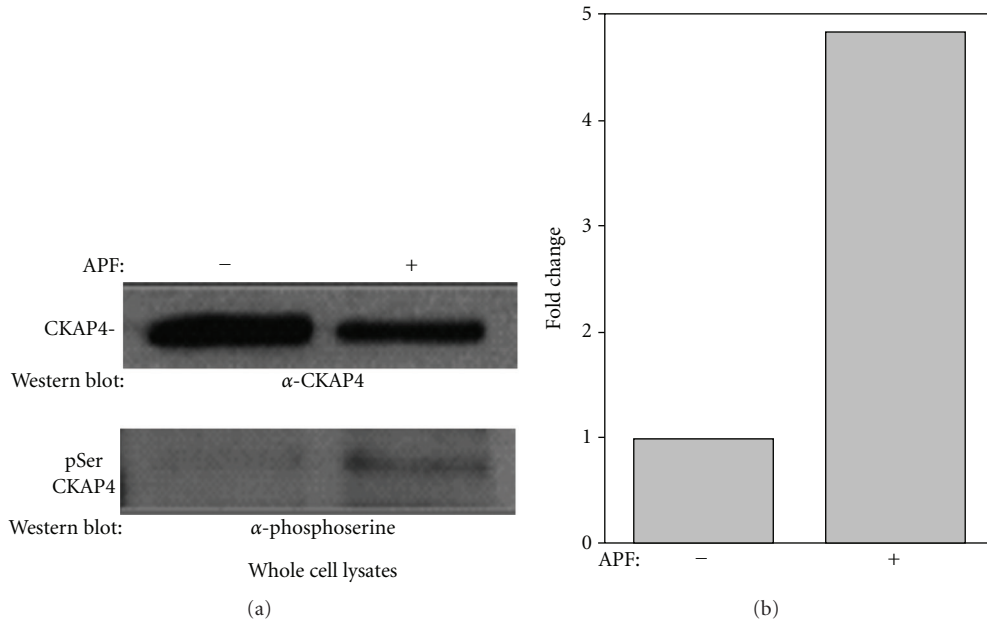 APF: − +
CKAP4-
Western blot: α-CKAP4
pSer
CKAP4
Western blot: α-phosphoserine
Whole cell lysates
(a)
5
4
3
2
1
0
Fold change
APF: − +
(b)